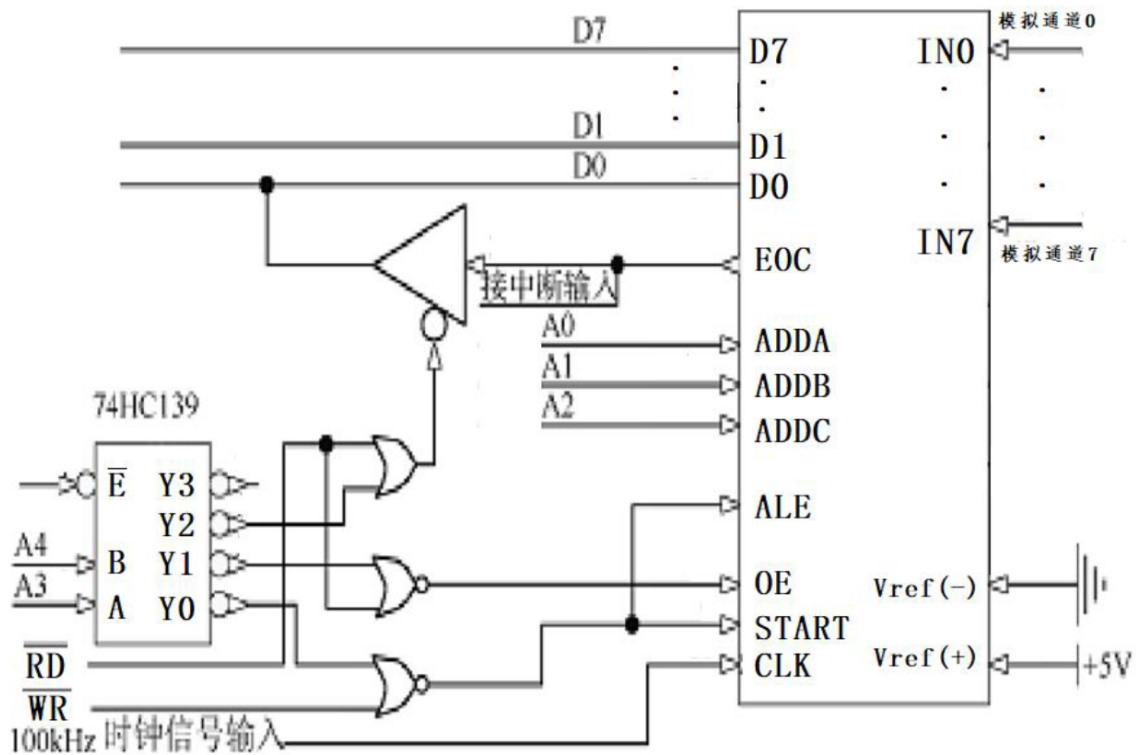 模拟通道0
D7
D7
IN0
D1
D1
D0
D0
IN7
模拟通道7
EOC
接中断输入
A0
ADDA
A1
ADDB
A2
ADDC
74HC139
E Y3
ALE
Y2
A4
B Y1
OE
Vref(-)
A3
A Y0
START
RD
CLK
Vref(+)
+5V
WR
100kHz 时钟信号输入